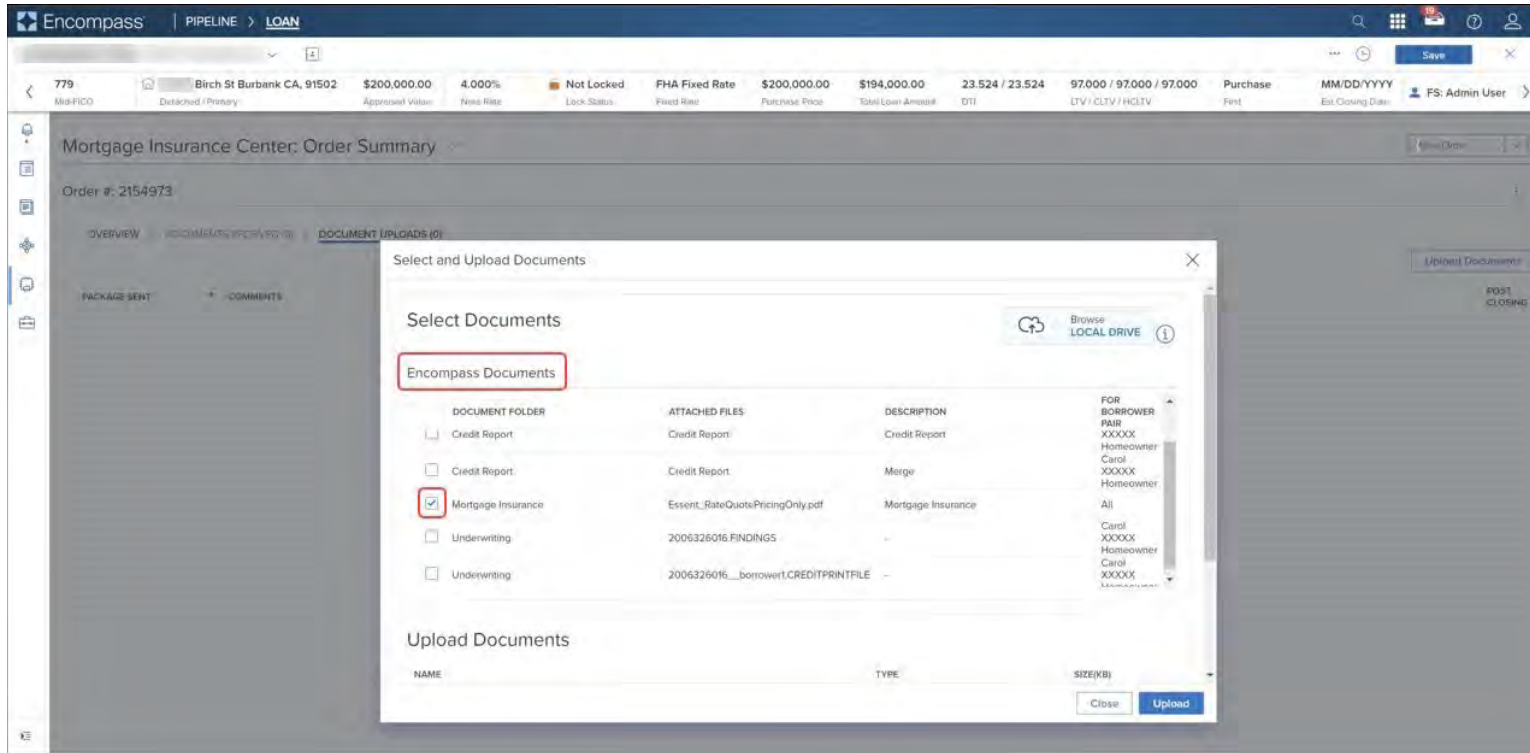 Encompass | PIPELINE > LOAN 19
Save
779 Birch St Burbank CA, 91502 $200,000.00 4.000% Not Locked FHA Fixed Rate $200,000.00 $194,000.00 23.524 / 23.524 97.000 / 97.000 / 97.000 Purchase MM/DD/YYYY FS: Admin User
Mid-FICO Detached / Primary Appraised Value Note Rate Lock Status Fixed Rate Purchase Price Total Loan Amount DTI LTV / CLTV / HCLTV First Est Closing Date
Mortgage Insurance Center: Order Summary
Order #: 2154973
OVERVIEW DOCUMENT UPLOADS (0)
Upload Documents
PACKAGE SENT COMMENTS POST
CLOSING
Select and Upload Documents
Select Documents
Browse
LOCAL DRIVE
Encompass Documents
DOCUMENT FOLDER ATTACHED FILES DESCRIPTION FOR
BORROWER
PAIR
Credit Report Credit Report Credit Report XXXXX
Homeowner
Credit Report Credit Report Merge Carol
XXXXX
Homeowner
Mortgage Insurance Essent_RateQuotePricingOnly.pdf Mortgage Insurance All
Underwriting 2006326016.FINDINGS - Carol
XXXXX
Homeowner
Underwriting 2006326016__borrower1.CREDITPRINTFILE - Carol
XXXXX
Upload Documents
NAME TYPE SIZE(KB)
Close Upload